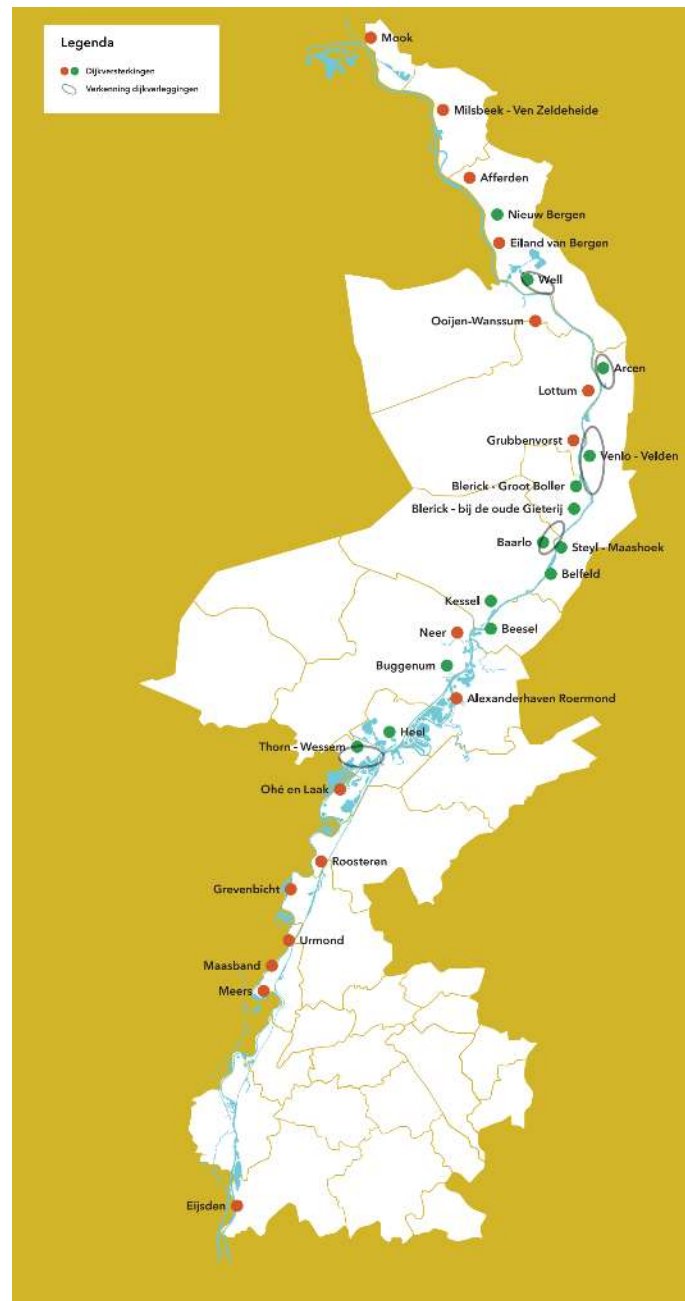 Legenda
Dijkversterkingen
Verkenning dijkverleggingen
Mook
Milsbeek - Ven Zeldeheide
Afferden
Nieuw Bergen
Eiland van Bergen
Well
Ooijen-Wanssum
Arcen
Lottum
Grubbenvorst
Venlo - Velden
Blerick - Groot Boller
Blerick - bij de oude Gieterij
Baarlo
Steyl - Maashoek
Belfeld
Kessel
Beesel
Neer
Buggenum
Alexanderhaven Roermond
Heel
Thorn - Wessem
Ohé en Laak
Roosteren
Grevenbicht
Urmond
Maasband
Meers
Eijsden